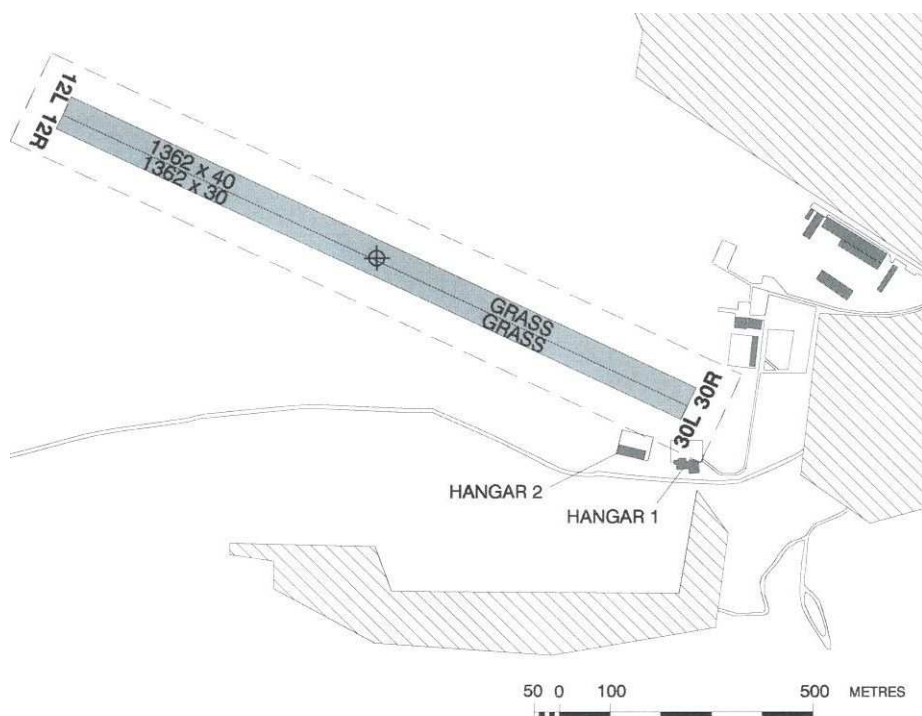 12L 12R
1362 x 40
1362 x 30
GRASS
GRASS
30L 30R
HANGAR 2
HANGAR 1
50 0 100 500 METRES